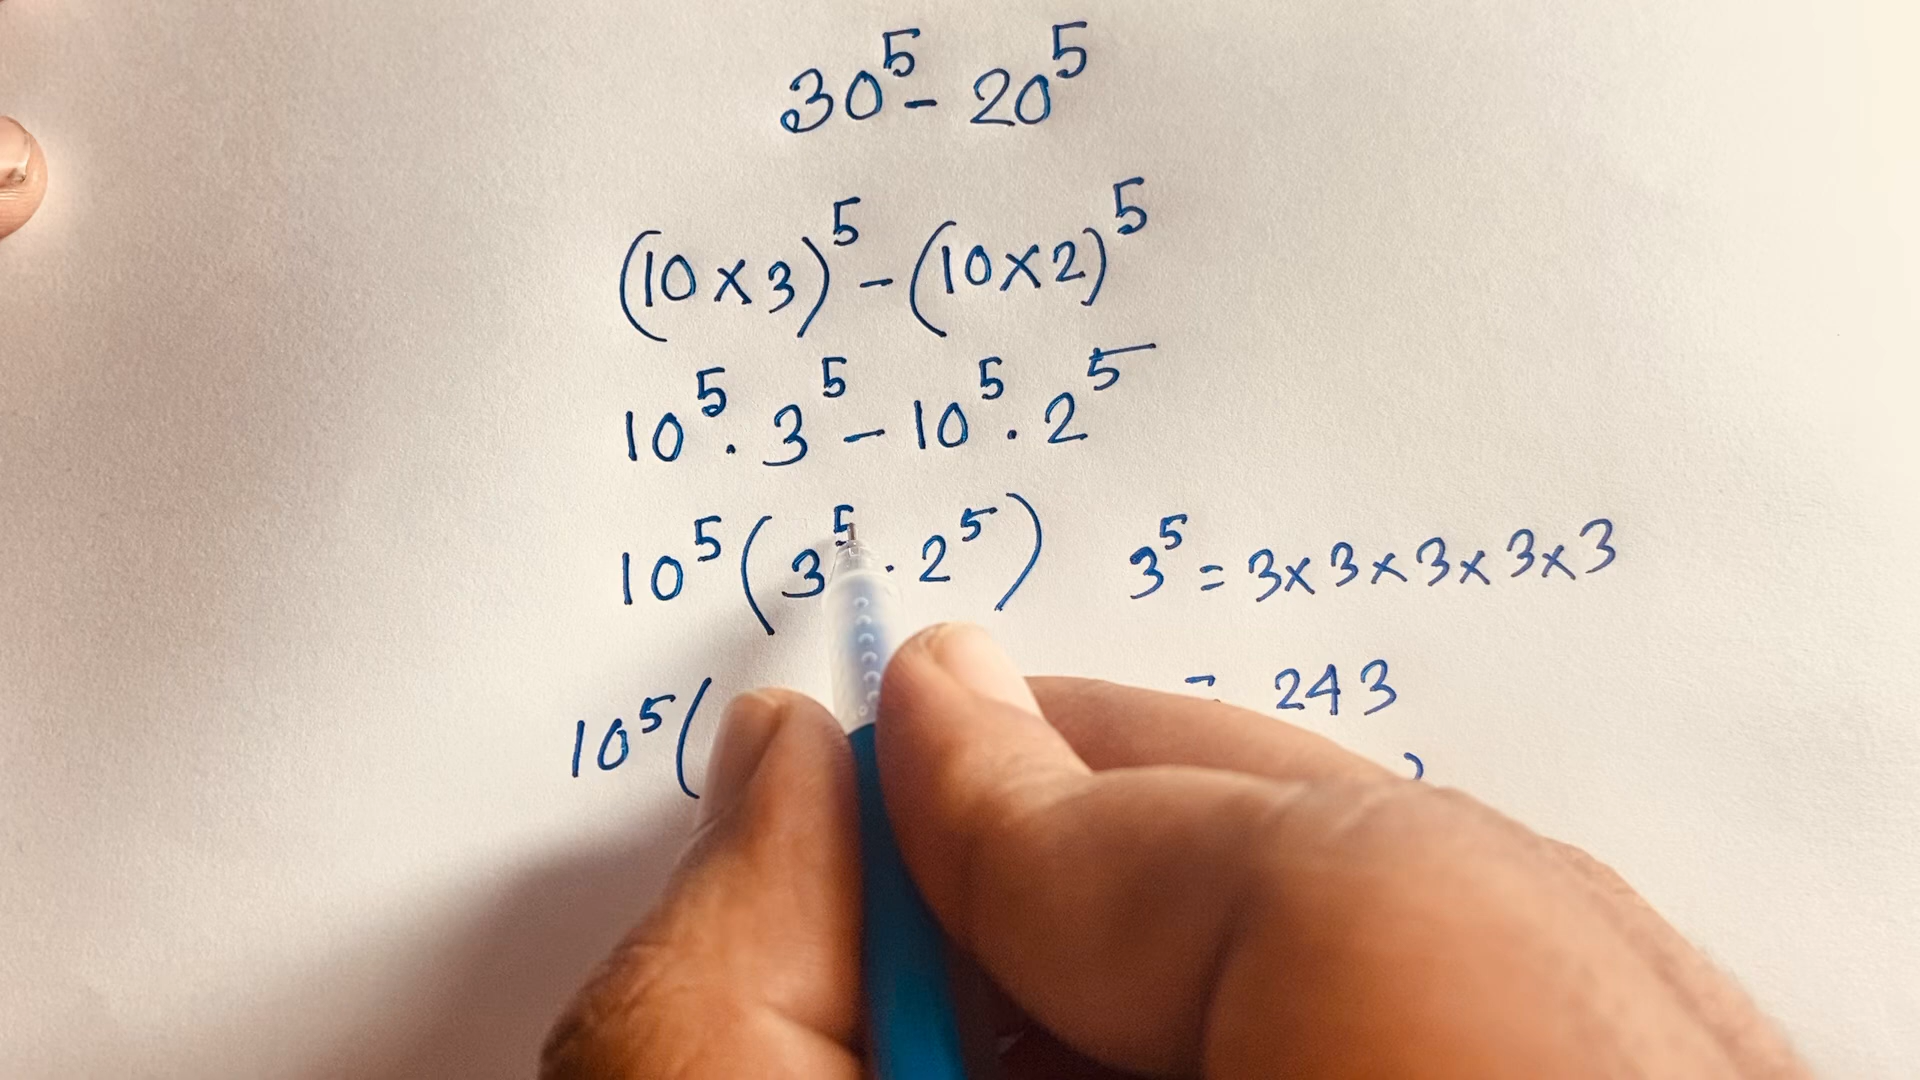 30⁵ - 20⁵
(10 × 3)⁵ - (10 × 2)⁵
10⁵ . 3⁵ - 10⁵ . 2⁵
10⁵ ( 3⁵ . 2⁵ ) 3⁵ = 3 × 3 × 3 × 3 × 3
= 243
10⁵ (